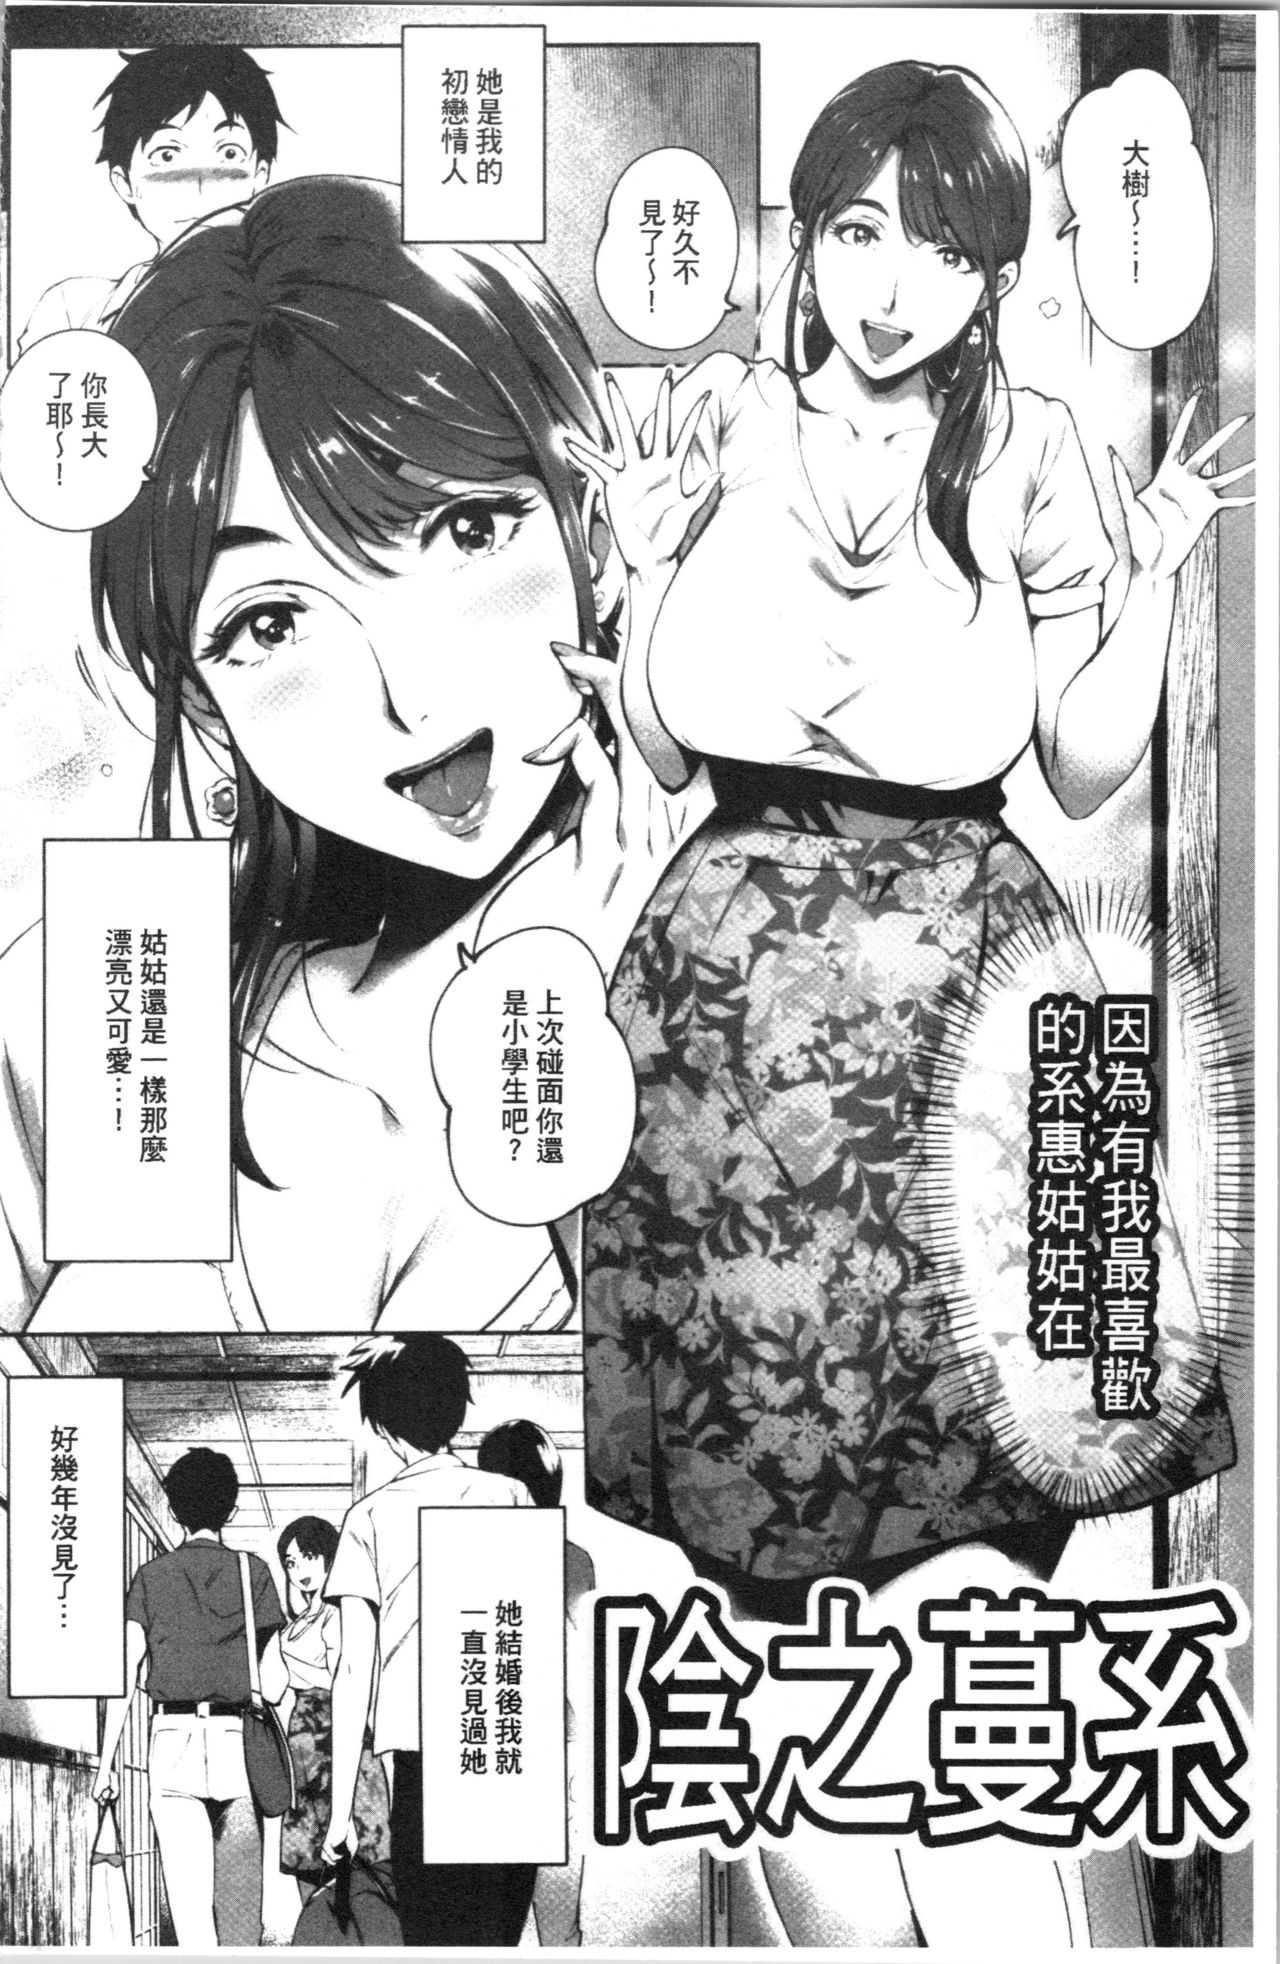 大樹～…！
好久不
見了～！
因為有我最喜歡
的系惠姑姑在
她是我的
初戀情人
你長大
了耶～！
上次碰面你還
是小學生吧？
姑姑還是一樣那麼
漂亮又可愛…！
系蔓之陰
她結婚後我就
一直沒見過她
好幾年沒見了…